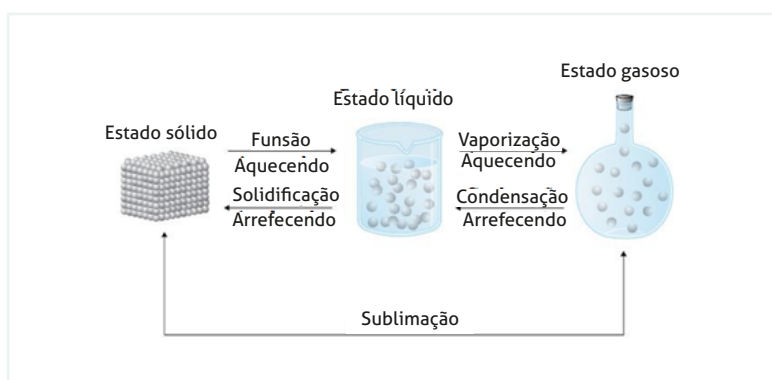 Estado gasoso
Estado líquido
Estado sólido
Funsão
Aquecendo
Solidificação
Arrefecendo
Vaporização
Aquecendo
Condensação
Arrefecendo
Sublimação